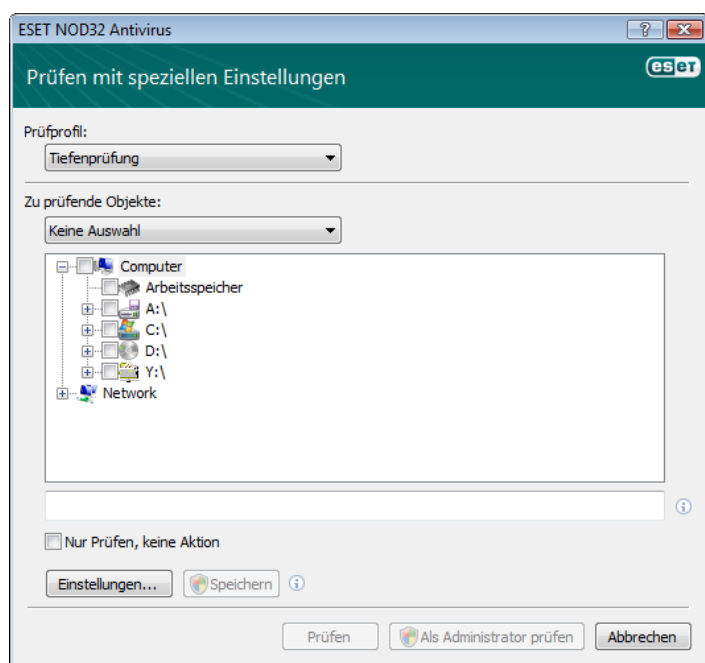 ESET NOD32 Antivirus
Prüfen mit speziellen Einstellungen
eseT
Prüfprofil:
Tiefenprüfung
Zu prüfende Objekte:
Keine Auswahl
Computer
Arbeitsspeicher
A:\
C:\
D:\
Y:\
Network
Nur Prüfen, keine Aktion
Einstellungen...
Speichern
Prüfen
Als Administrator prüfen
Abbrechen